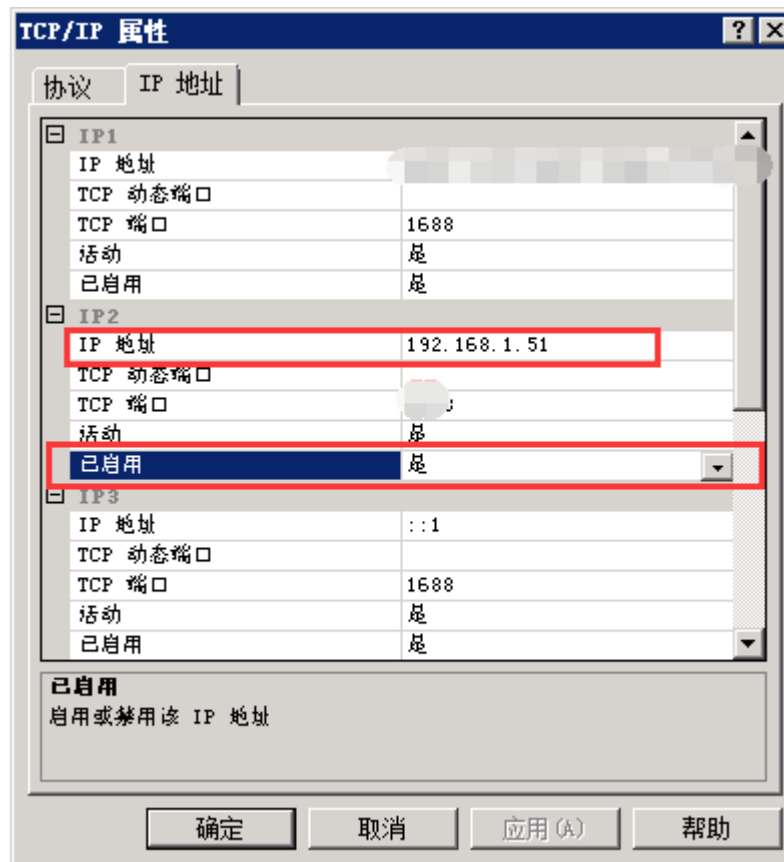 TCP/IP 属性
协议 IP 地址
IP1
IP 地址
TCP 动态端口
TCP 端口 1688
活动 是
已启用 是
IP2
IP 地址 192.168.1.51
TCP 动态端口
TCP 端口
活动 是
已启用 是
IP3
IP 地址 ::1
TCP 动态端口
TCP 端口 1688
活动 是
已启用 是
已启用
启用或禁用该 IP 地址
确定 取消 应用(A) 帮助